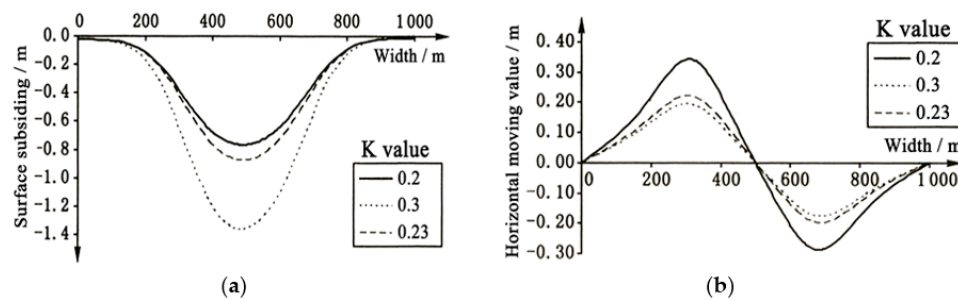 0 200 400 600 800 1 000
Width / m
0.0
-0.2
-0.4
-0.6
-0.8
-1.0
-1.2
-1.4
Surface subsiding / m
K value
0.2
0.3
0.23
(a)
0.40
0.30
0.20
0.10
0.00
-0.10
-0.20
-0.30
Horizontal moving value / m
K value
0.2
0.3
0.23
Width / m
0 200 400 600 800 1 000
(b)